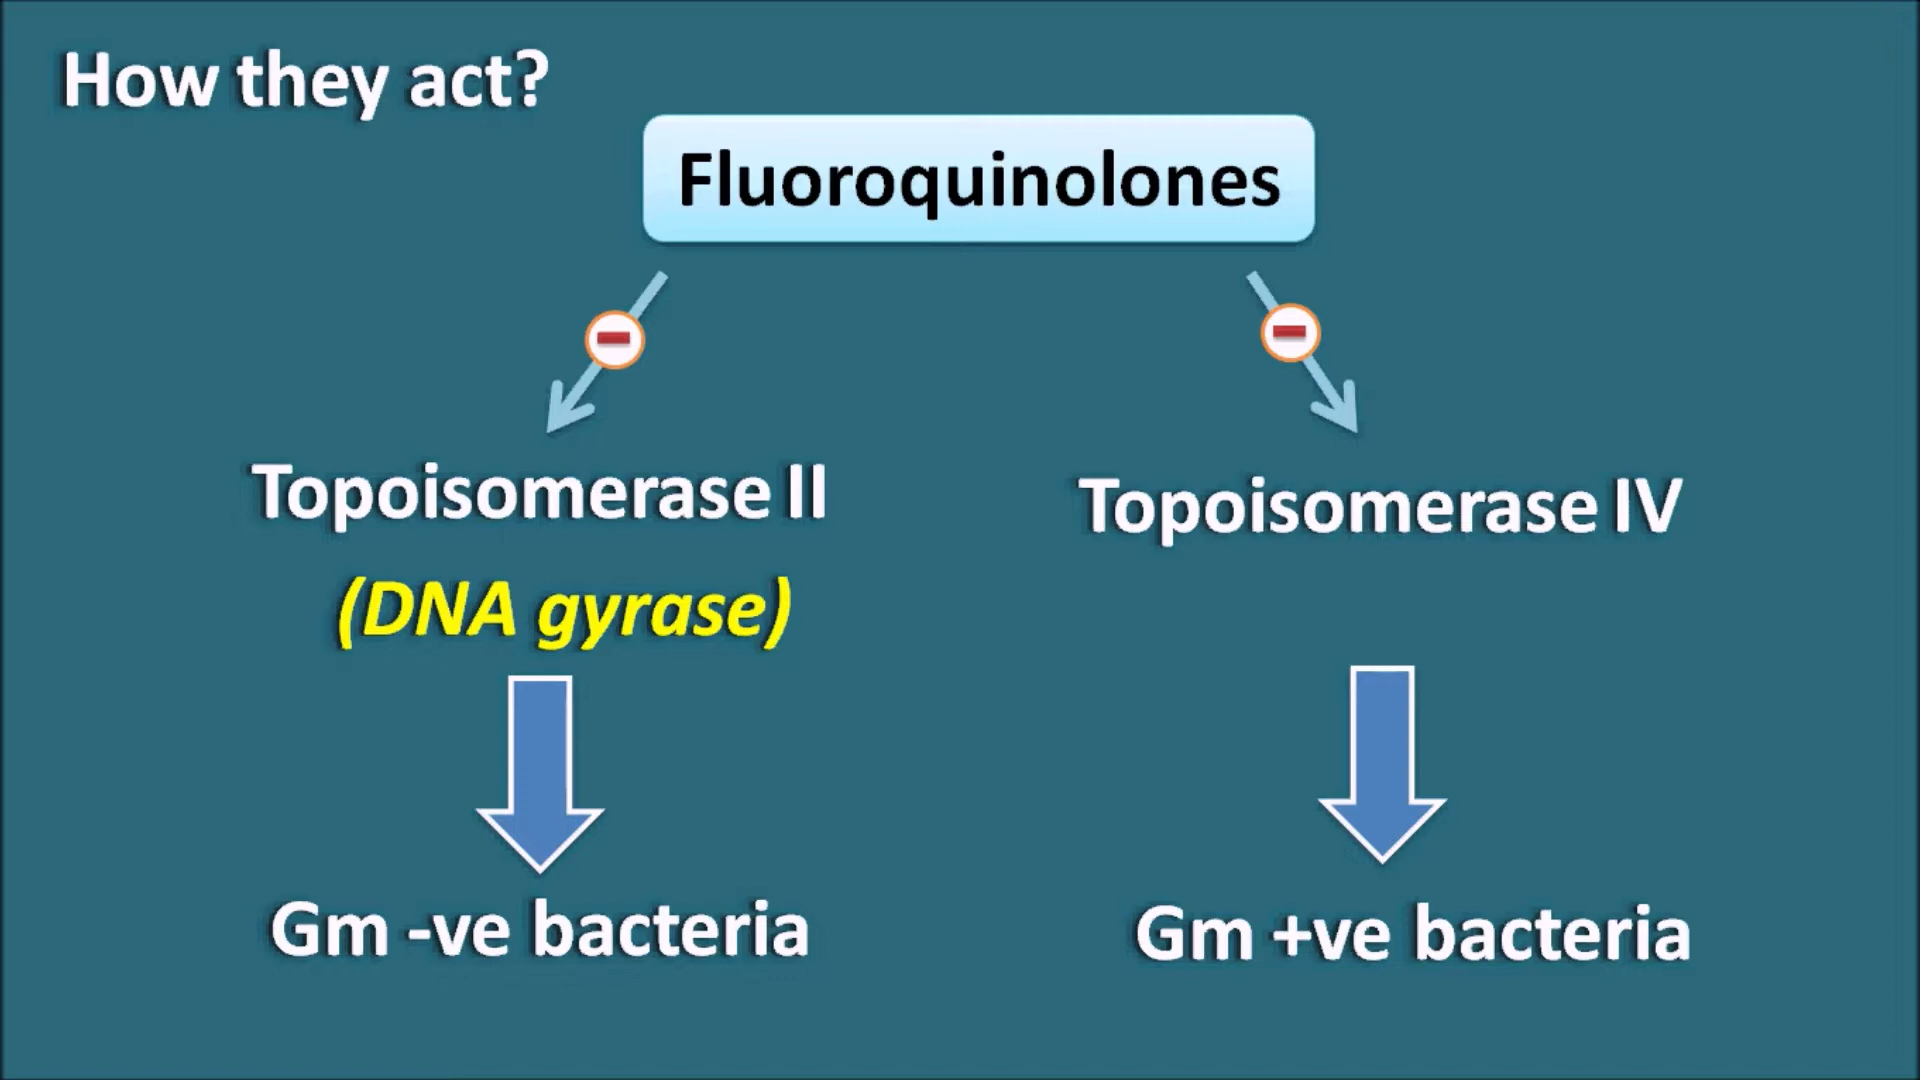 How they act?
Fluoroquinolones
Topoisomerase II
(DNA gyrase)
Topoisomerase IV
Gm -ve bacteria
Gm +ve bacteria